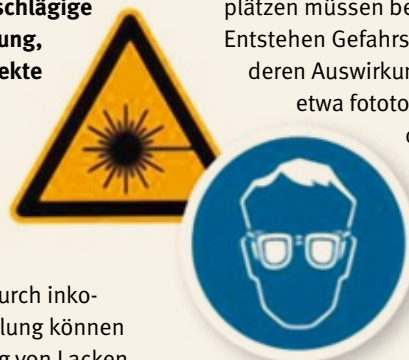 schlägige
ung,
ekte
urch inko-
lung können
g von Lacken
plätzen müssen be
Entstehen Gefahrs
deren Auswirkun
etwa fototo